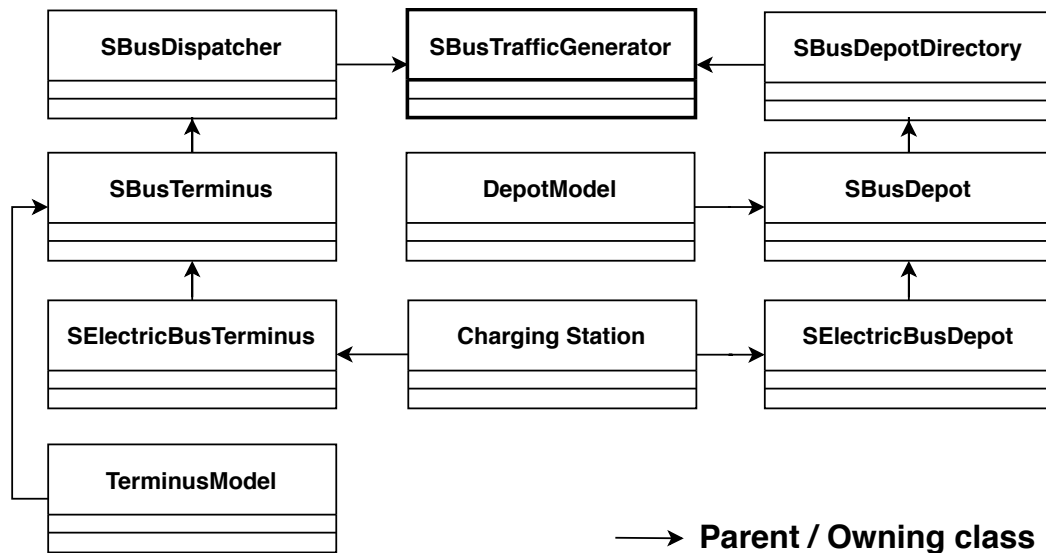 SBusDispatcher
SBusTrafficGenerator
SBusDepotDirectory
SBusTerminus
DepotModel
SBusDepot
SElectricBusTerminus
Charging Station
SElectricBusDepot
TerminusModel
Parent / Owning class